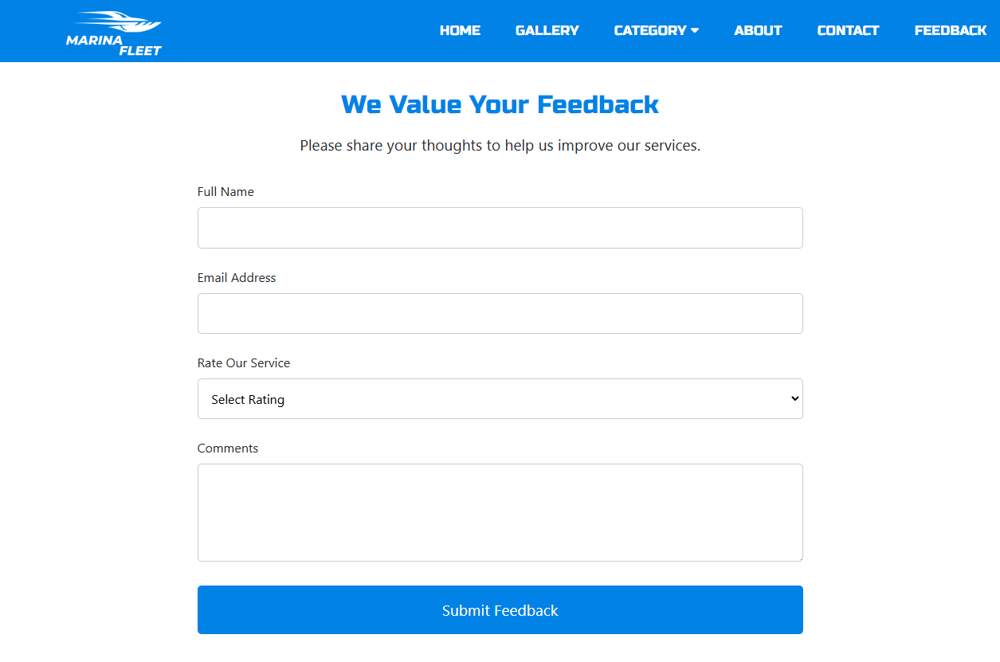 MARINA
FLEET
HOME GALLERY CATEGORY ABOUT CONTACT FEEDBACK
We Value Your Feedback
Please share your thoughts to help us improve our services.
Full Name
Email Address
Rate Our Service
Select Rating
Comments
Submit Feedback